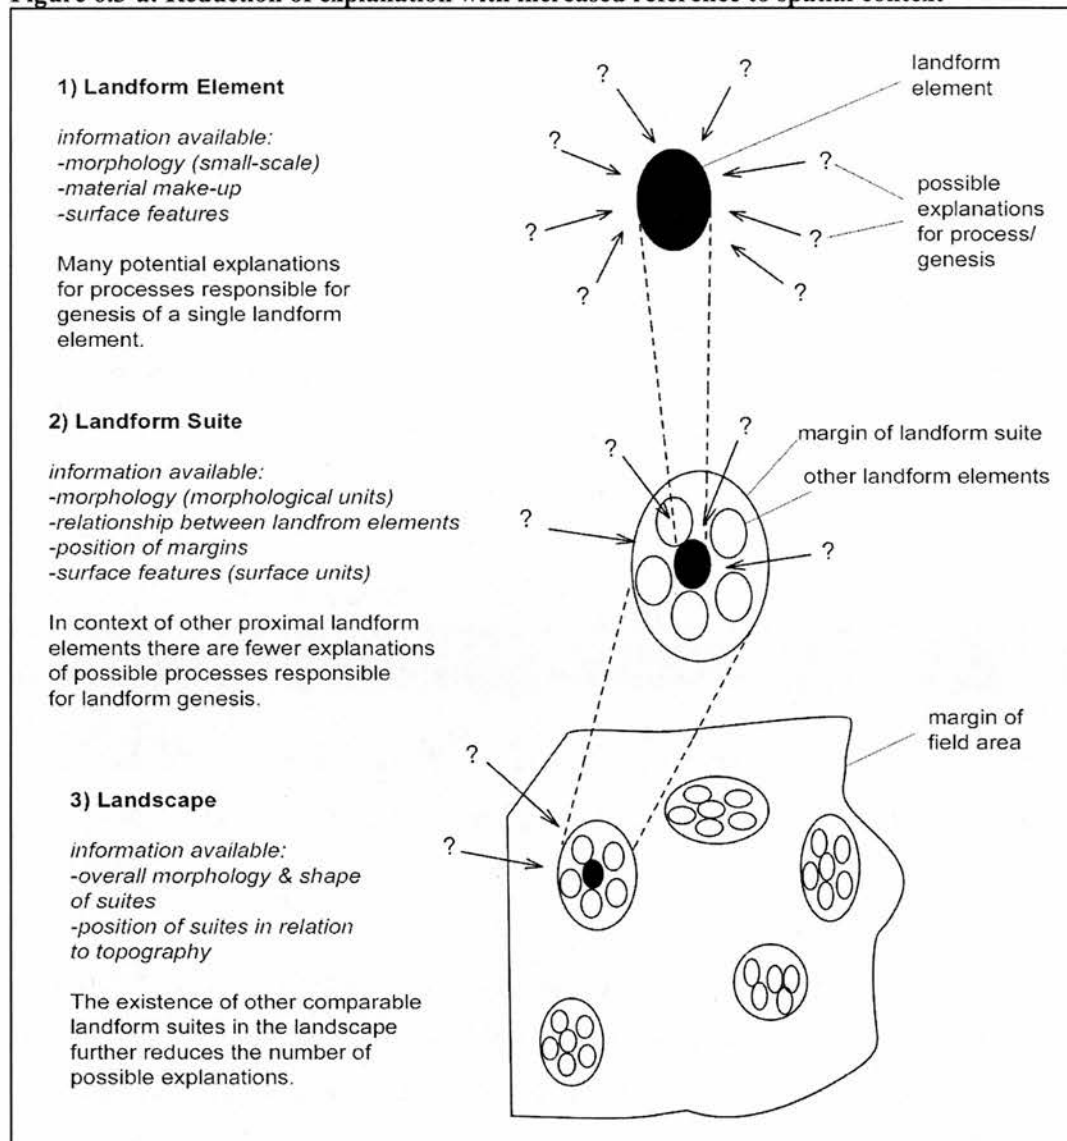 Figure Reduction of explanation with increased reference to spatial context
1) Landform Element
information available:
-morphology (small-scale)
-material make-up
-surface features
Many potential explanations
for processes responsible for
genesis of a single landform
element.
?
?
?
?
?
?
?
?
landform
element
possible
explanations
for process/
genesis
2) Landform Suite
information available:
-morphology (morphological units)
-relationship between landfrom elements
-position of margins
-surface features (surface units)
In context of other proximal landform
elements there are fewer explanations
of possible processes responsible
for landform genesis.
?
?
?
?
margin of landform suite
other landform elements
3) Landscape
information available:
-overall morphology & shape
of suites
-position of suites in relation
to topography
The existence of other comparable
landform suites in the landscape
further reduces the number of
possible explanations.
?
?
margin of
field area